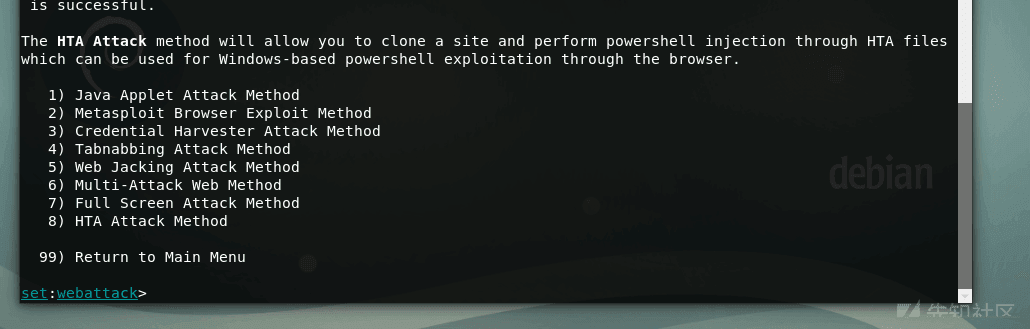 is successful.
The HTA Attack method will allow you to clone a site and perform powershell injection through HTA files
which can be used for Windows-based powershell exploitation through the browser.
1) Java Applet Attack Method
2) Metasploit Browser Exploit Method
3) Credential Harvester Attack Method
4) Tabnabbing Attack Method
5) Web Jacking Attack Method
6) Multi-Attack Web Method
7) Full Screen Attack Method
8) HTA Attack Method
99) Return to Main Menu
set:webattack>
debian
先知社区